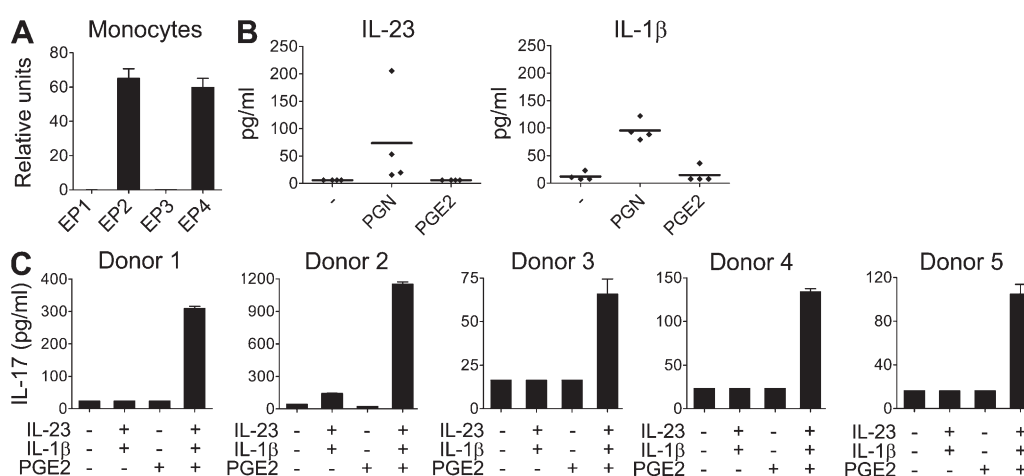 A Monocytes
Relative units
80
60
40
20
0
EP1 EP2 EP3 EP4
B IL-23
pg/ml
250
200
150
100
50
0
- PGN PGE2
IL-1β
pg/ml
250
200
150
100
50
0
- PGN PGE2
C
IL-17 (pg/ml)
Donor 1
400
300
200
100
0
IL-23 - + - +
IL-1β - + - +
PGE2 - - + +
Donor 2
1200
900
600
300
0
IL-23 - + - +
IL-1β - + - +
PGE2 - - + +
Donor 3
75
50
25
0
IL-23 - + - +
IL-1β - + - +
PGE2 - - + +
Donor 4
150
100
50
0
IL-23 - + - +
IL-1β - + - +
PGE2 - - + +
Donor 5
120
80
40
0
IL-23 - + - +
IL-1β - + - +
PGE2 - - + +